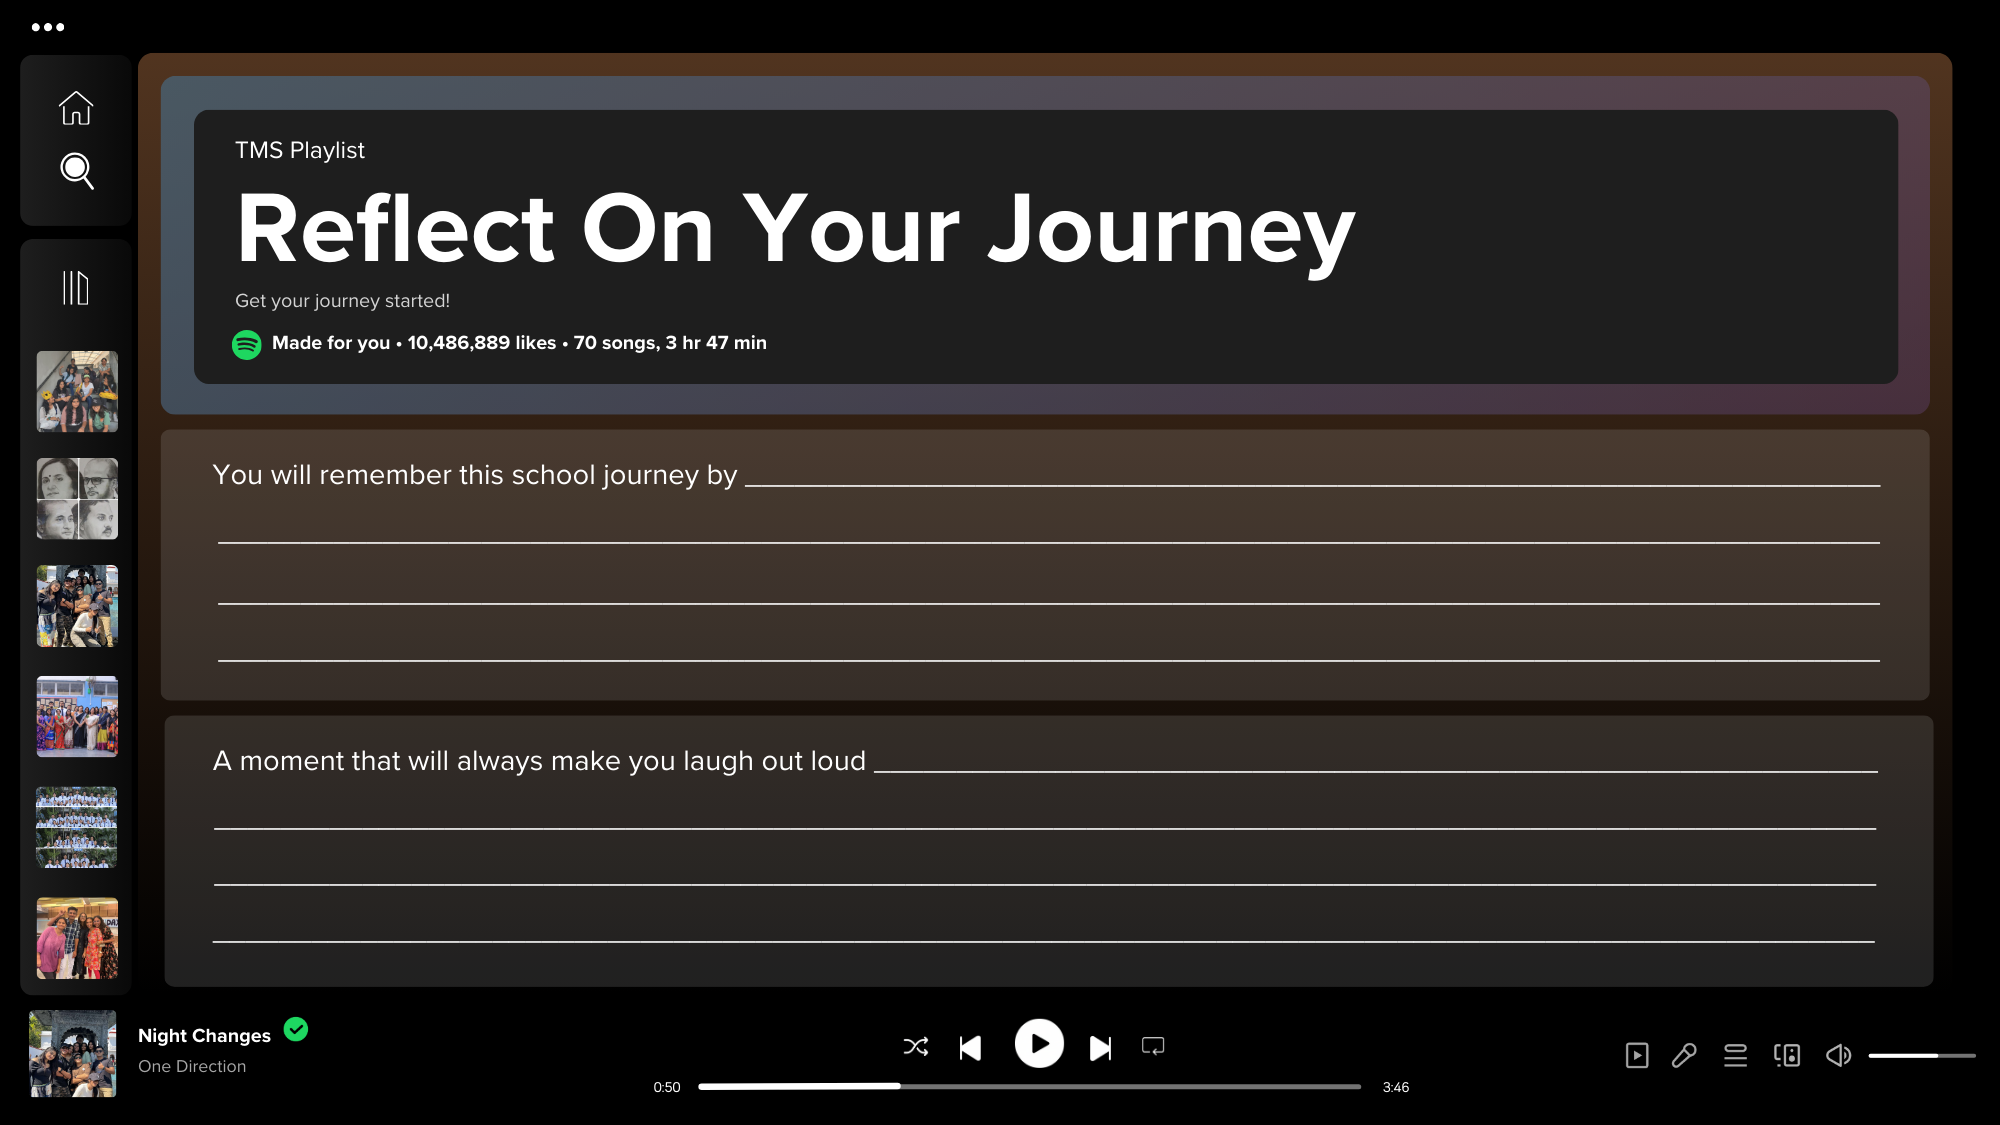 TMS Playlist
Reflect On Your Journey
Get your journey started!
Made for you • 10,486,889 likes • 70 songs, 3 hr 47 min
You will remember this school journey by
A moment that will always make you laugh out loud
Night Changes
One Direction
0:50
3:46